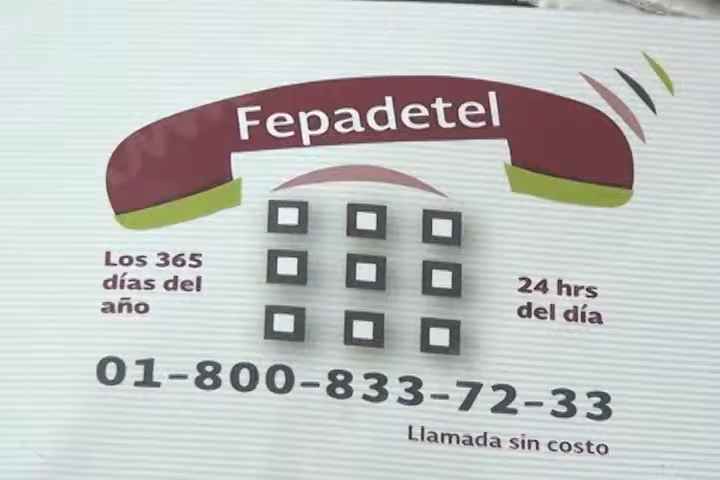 Fepadetel
Los 365
días del
año
24 hrs
del día
01-800-833-72-33
Llamada sin costo